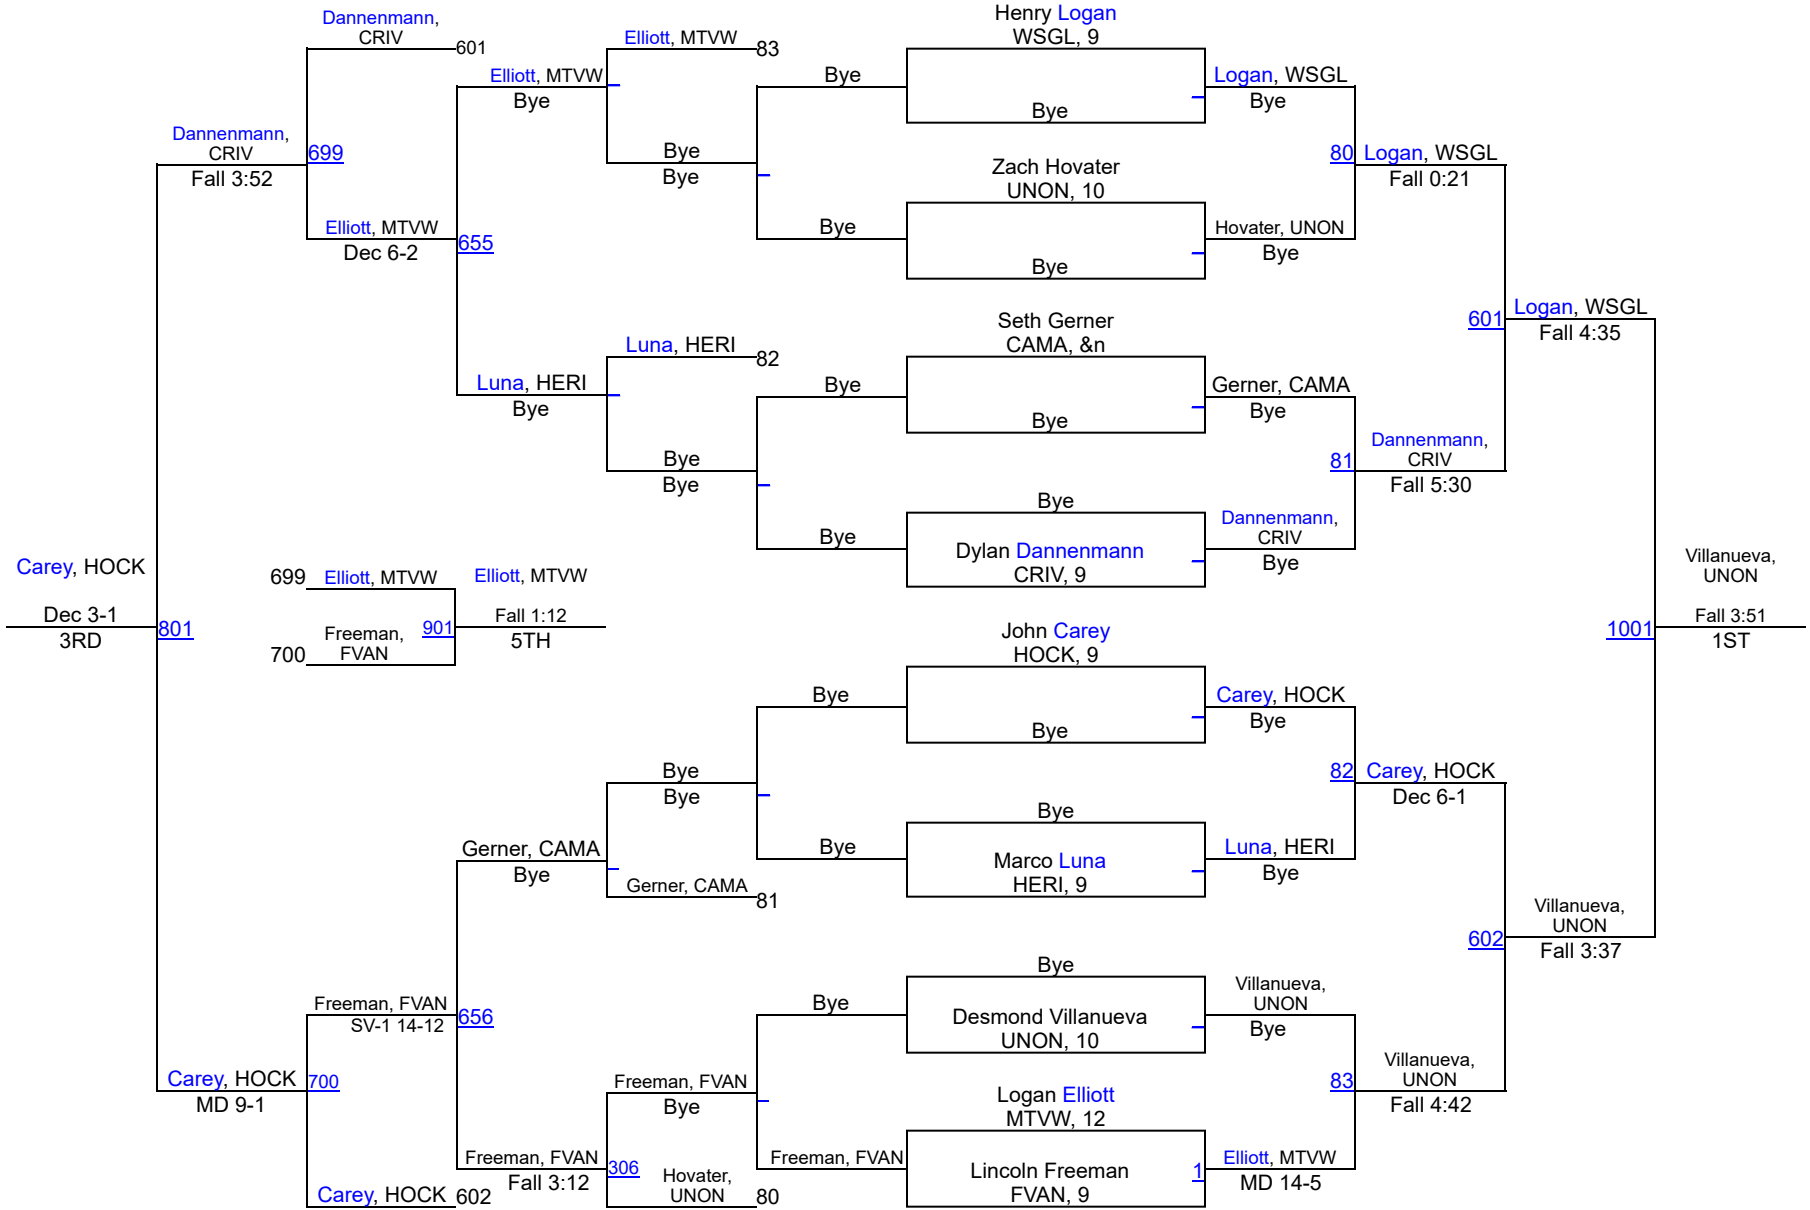 Henry Logan
WSGL, 9
Dannenmann,
CRIV
601
Elliott, MTVW
83
Elliott, MTVW
Bye
Bye
Logan, WSGL
Bye
Bye
Dannenmann,
CRIV
699
Fall 3:52
Bye
Bye
Zach Hovater
UNON, 10
80
Logan, WSGL
Fall 0:21
Elliott, MTVW
Dec 6-2
655
Bye
Bye
Hovater, UNON
Bye
Seth Gerner
CAMA, &n
601
Logan, WSGL
Fall 4:35
Luna, HERI
82
Luna, HERI
Bye
Bye
Bye
Gerner, CAMA
Bye
Bye
Bye
81
Dannenmann,
CRIV
Fall 5:30
Bye
Bye
Dylan Dannenmann
CRIV, 9
Dannenmann,
CRIV
Bye
Carey, HOCK
Dec 3-1
3RD
801
699
Elliott, MTVW
Freeman,
FVAN
700
901
Elliott, MTVW
Fall 1:12
5TH
Villanueva,
UNON
1001
Fall 3:51
1ST
John Carey
HOCK, 9
Bye
Bye
Carey, HOCK
Bye
Bye
Bye
82
Carey, HOCK
Dec 6-1
Gerner, CAMA
Bye
Bye
Bye
Marco Luna
HERI, 9
Luna, HERI
Bye
Gerner, CAMA
81
602
Villanueva,
UNON
Fall 3:37
Bye
Bye
Desmond Villanueva
UNON, 10
Villanueva,
UNON
Bye
Freeman, FVAN
SV-1 14-12
656
Carey, HOCK
MD 9-1
700
Freeman, FVAN
Bye
Logan Elliott
MTVW, 12
83
Villanueva,
UNON
Fall 4:42
Freeman, FVAN
Fall 3:12
306
Hovater,
UNON
80
Freeman, FVAN
Lincoln Freeman
FVAN, 9
1
Elliott, MTVW
MD 14-5
Carey, HOCK
602